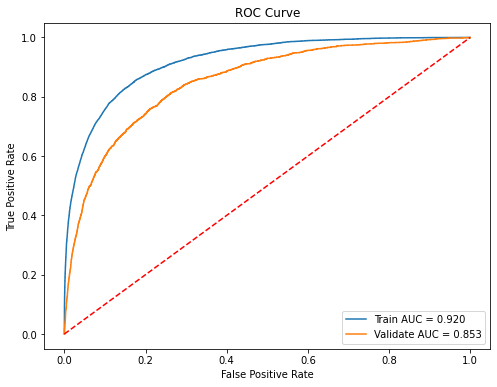 ROC Curve
True Positive Rate
1.0
0.8
0.6
0.4
0.2
0.0
Train AUC = 0.920
Validate AUC = 0.853
0.0 0.2 0.4 0.6 0.8 1.0
False Positive Rate